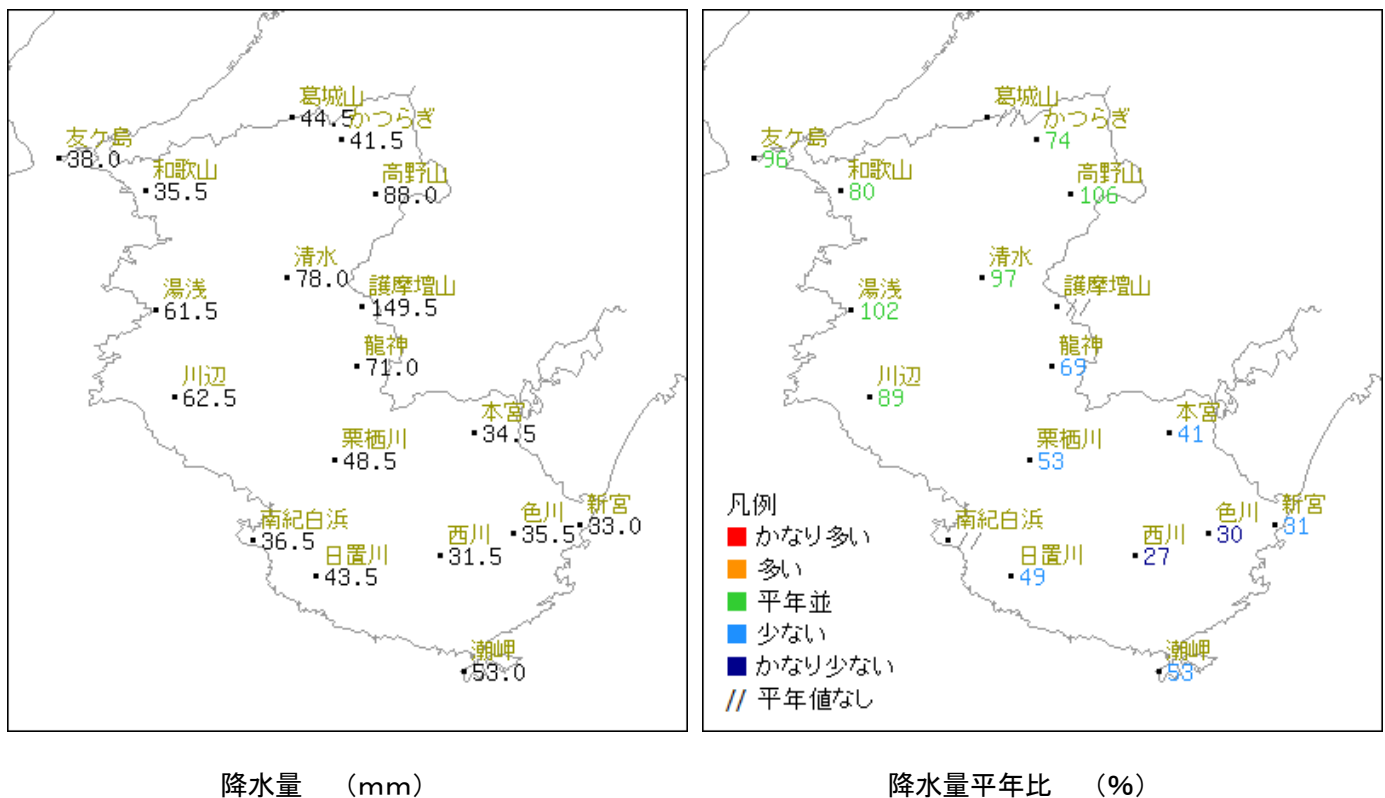 葛城山
44.5
かつらぎ
41.5
友ケ島
38.0
和歌山
35.5
高野山
88.0
清水
78.0
護摩壇山
149.5
湯浅
61.5
龍神
71.0
川辺
62.5
本宮
34.5
栗栖川
48.5
新宮
33.0
色川
35.5
南紀白浜
36.5
西川
31.5
日置川
43.5
潮岬
53.0
降水量 (mm)
葛城山
//
かつらぎ
74
友ケ島
96
和歌山
80
高野山
106
清水
97
護摩壇山
//
湯浅
102
龍神
69
川辺
89
本宮
41
栗栖川
53
新宮
31
色川
30
南紀白浜
//
西川
27
日置川
49
潮岬
53
凡例
かなり多い
多い
平年並
少ない
かなり少ない
// 平年値なし
降水量平年比 (%)